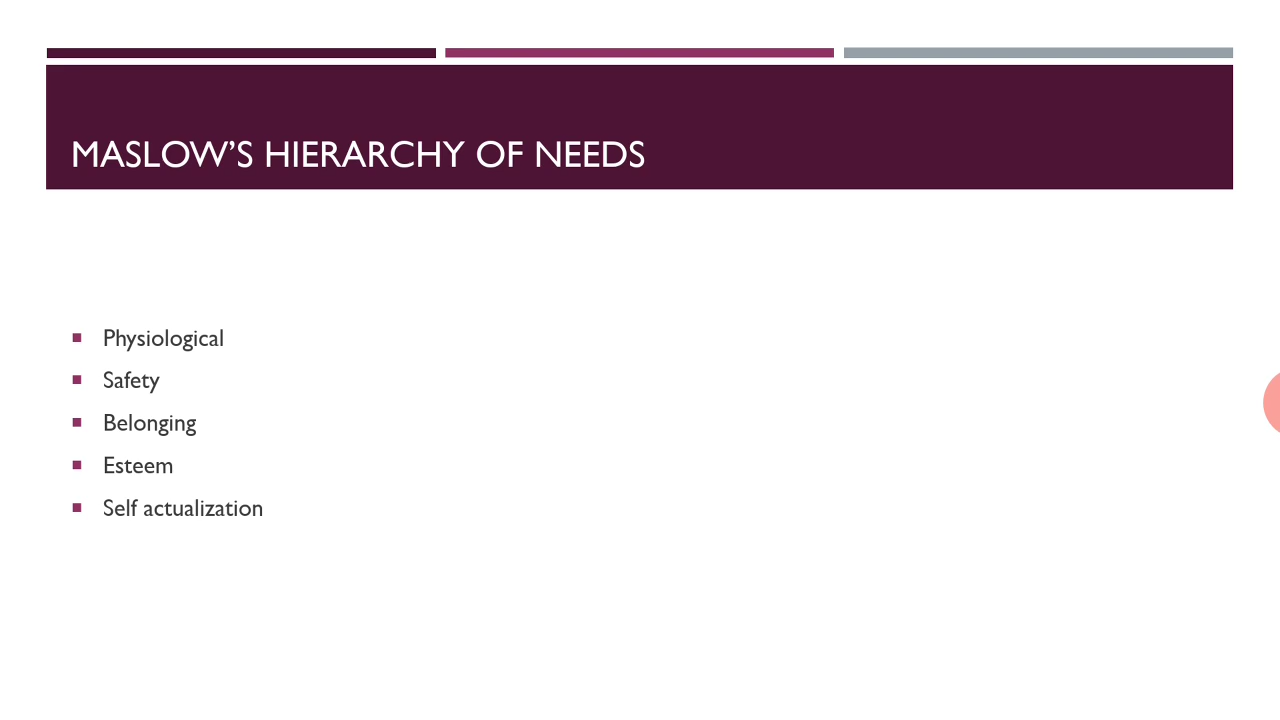 MASLOW’S HIERARCHY OF NEEDS
Physiological
Safety
Belonging
Esteem
Self actualization